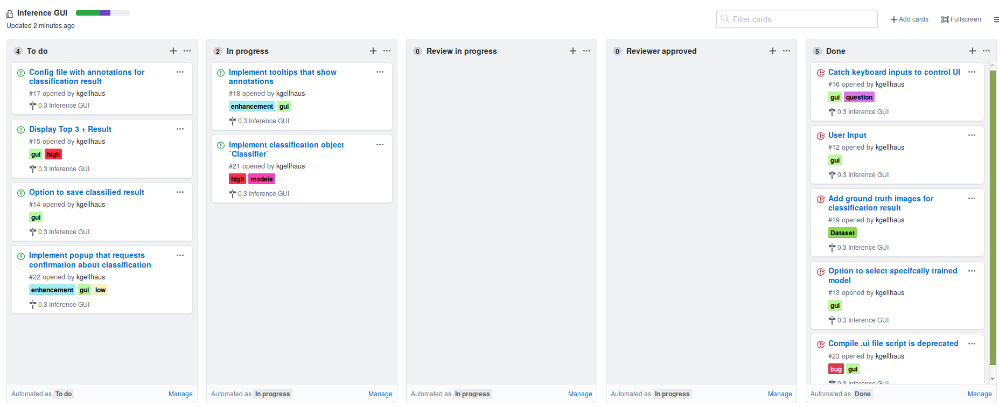 Inference GUI
Updated 2 minutes ago
Filter cards
Add cards
Fullscreen
4 To do
Config file with annotations for
classification result
#17 opened by kgellhaus
0.3 Inference GUI
Display Top 3 + Result
#15 opened by kgellhaus
gui high
0.3 Inference GUI
Option to save classified result
#14 opened by kgellhaus
gui
0.3 Inference GUI
Implement popup that requests
confirmation about classification
#22 opened by kgellhaus
enhancement gui low
0.3 Inference GUI
Automated as To do
Manage
2 In progress
Implement tooltips that show
annotations
#18 opened by kgellhaus
enhancement gui
0.3 Inference GUI
Implement classification object
`Classifier`
#21 opened by kgellhaus
high models
0.3 Inference GUI
Automated as In progress
Manage
0 Review in progress
Automated as In progress
Manage
0 Reviewer approved
Automated as In progress
Manage
5 Done
Catch keyboard inputs to control UI
#16 opened by kgellhaus
gui question
0.3 Inference GUI
User Input
#12 opened by kgellhaus
gui
0.3 Inference GUI
Add ground truth images for
classification result
#19 opened by kgellhaus
Dataset
0.3 Inference GUI
Option to select specifcally trained
model
#13 opened by kgellhaus
gui
0.3 Inference GUI
Compile .ui file script is deprecated
#23 opened by kgellhaus
bug gui
0.3 Inference GUI
Automated as Done
Manage